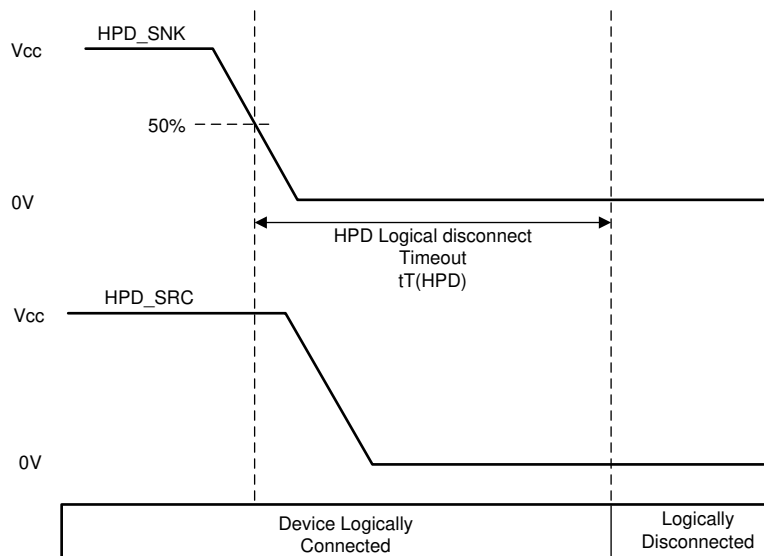 HPD_SNK
Vcc
50%
0V
HPD Logical disconnect
Timeout
tT(HPD)
HPD_SRC
Vcc
0V
Device Logically
Connected
Logically
Disconnected